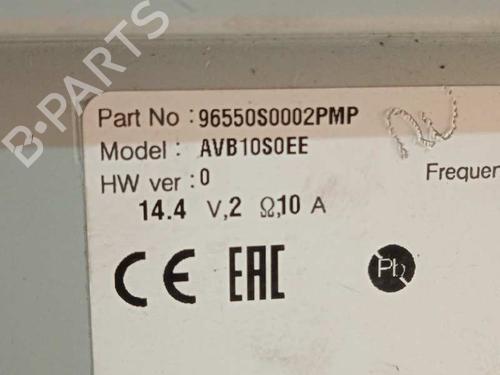 B-PARTS
Part No : 96550S0002PMP
Model : AVB10S0EE
HW ver : 0
Frequen
14.4 V,2 Ω,10 A
CE EAC
Pb